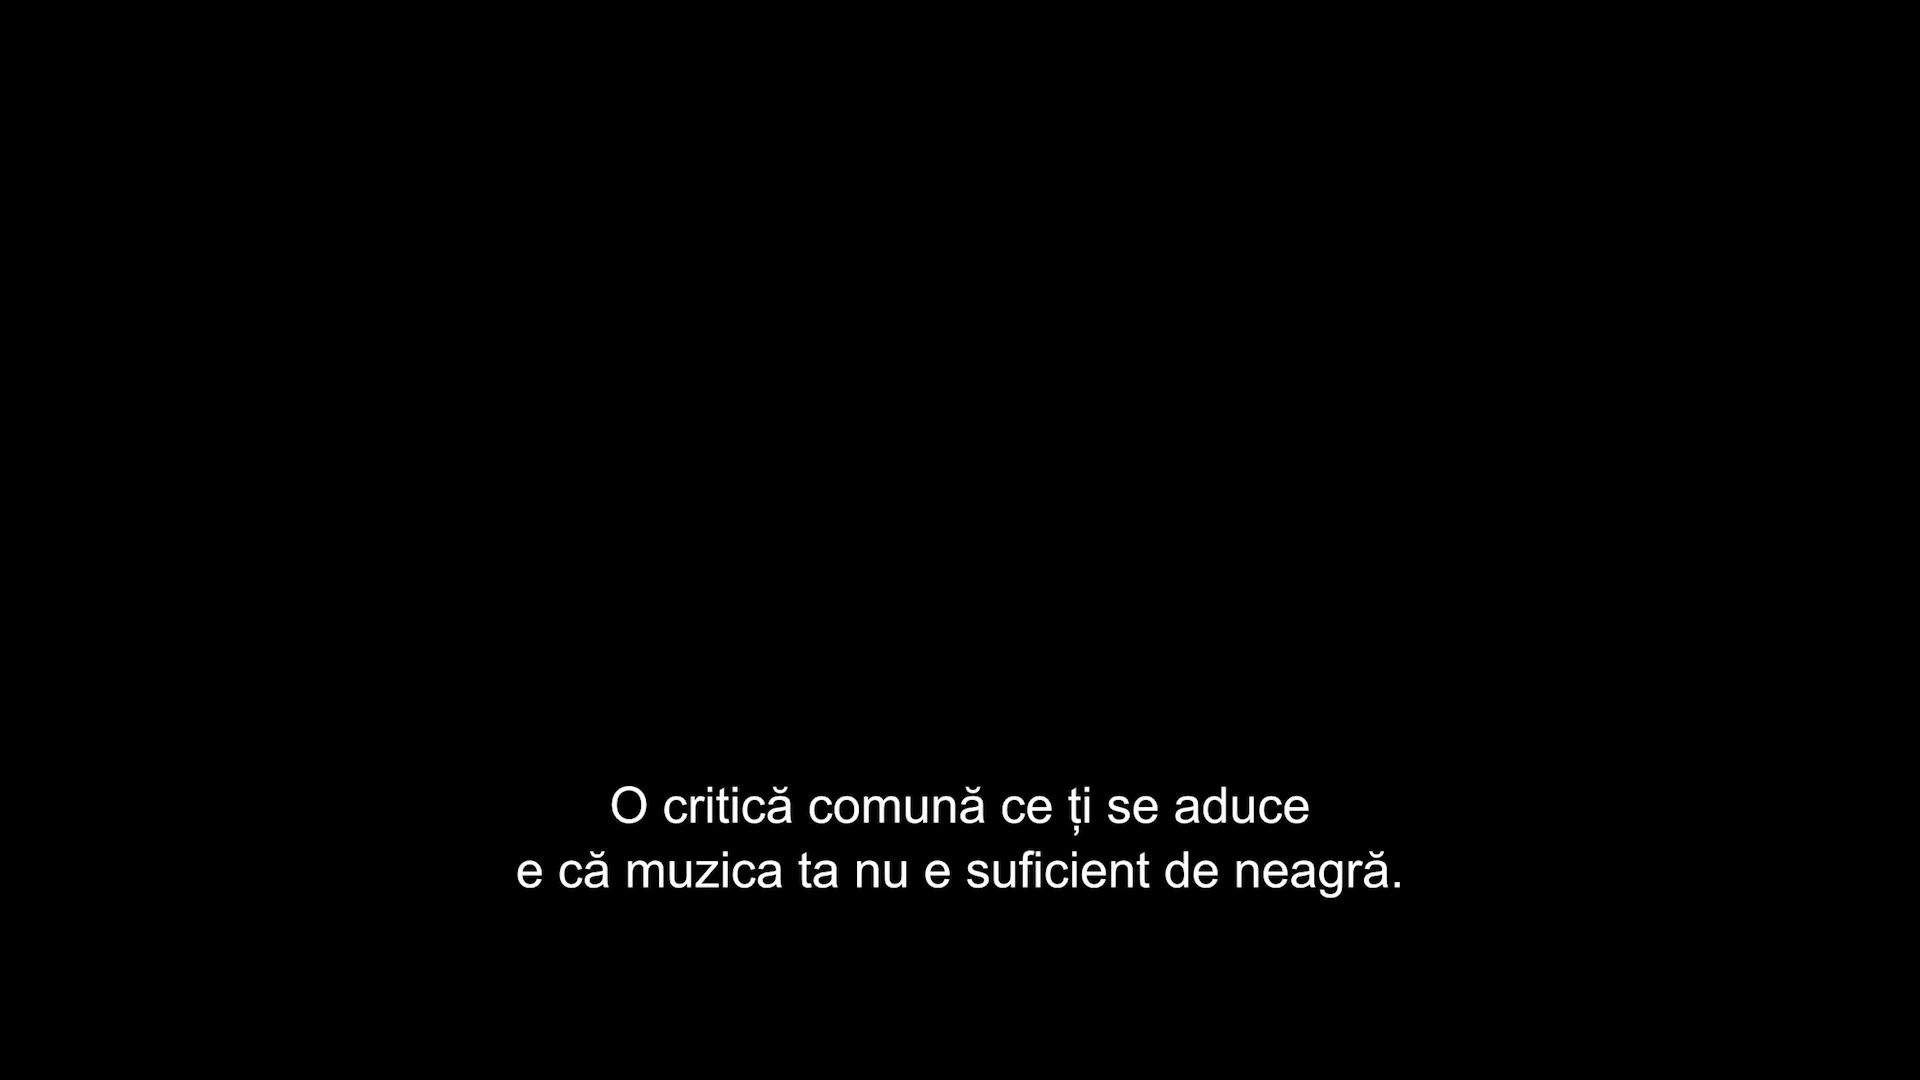 O critică comună ce ți se aduce
e că muzica ta nu e suficient de neagră.